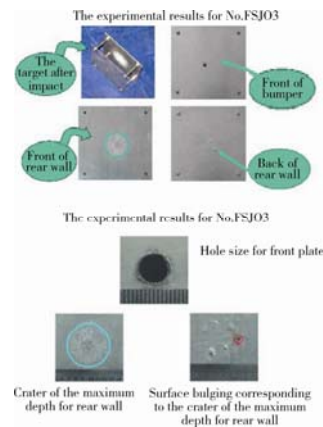 The experimental results for No.FSJO3
The
target after
impact
Front of
bumper
Front of
rear wall
Back of
rear wall
The experimental results for No.FSJO3
Hole size for front plate
Crater of the maximum
depth for rear wall
Surface bulging corresponding
to the crater of the maximum
depth for rear wall